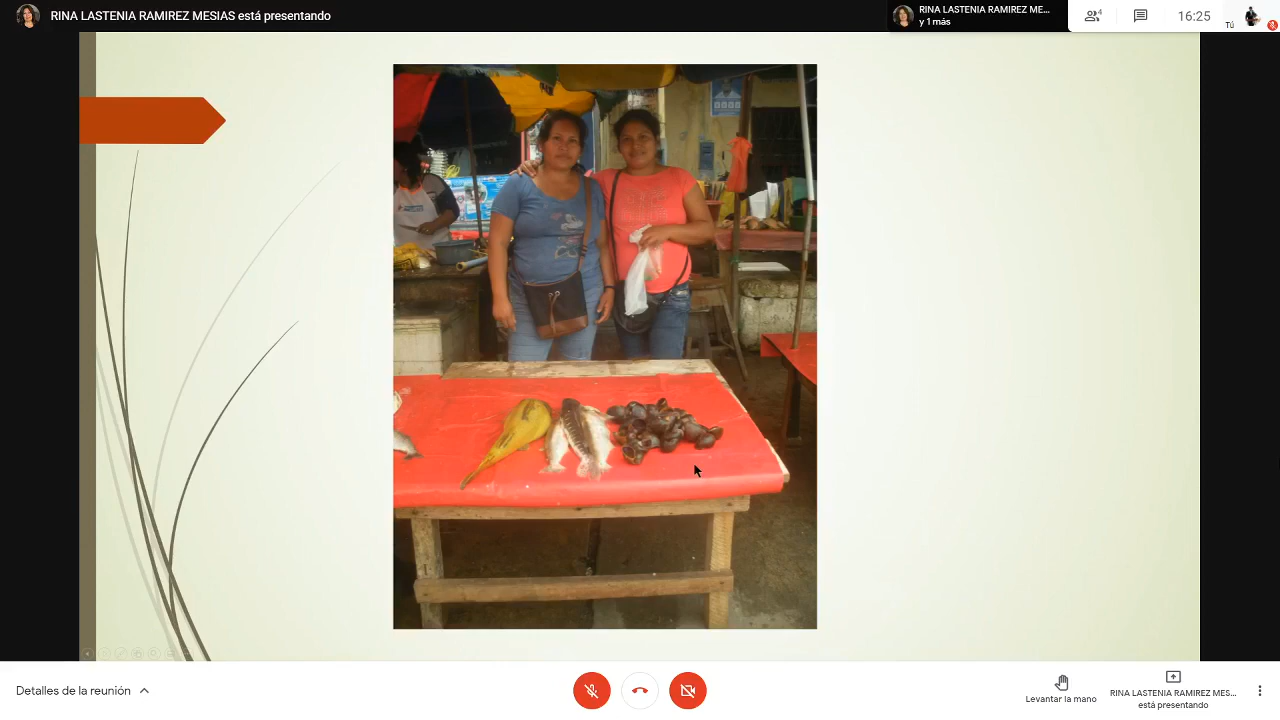 RINA LASTENIA RAMIREZ MESIAS está presentando
RINA LASTENIA RAMIREZ ME...
y 1 más
4
16:25
Tú
Detalles de la reunión
Levantar la mano
RINA LASTENIA RAMIREZ MES...
está presentando